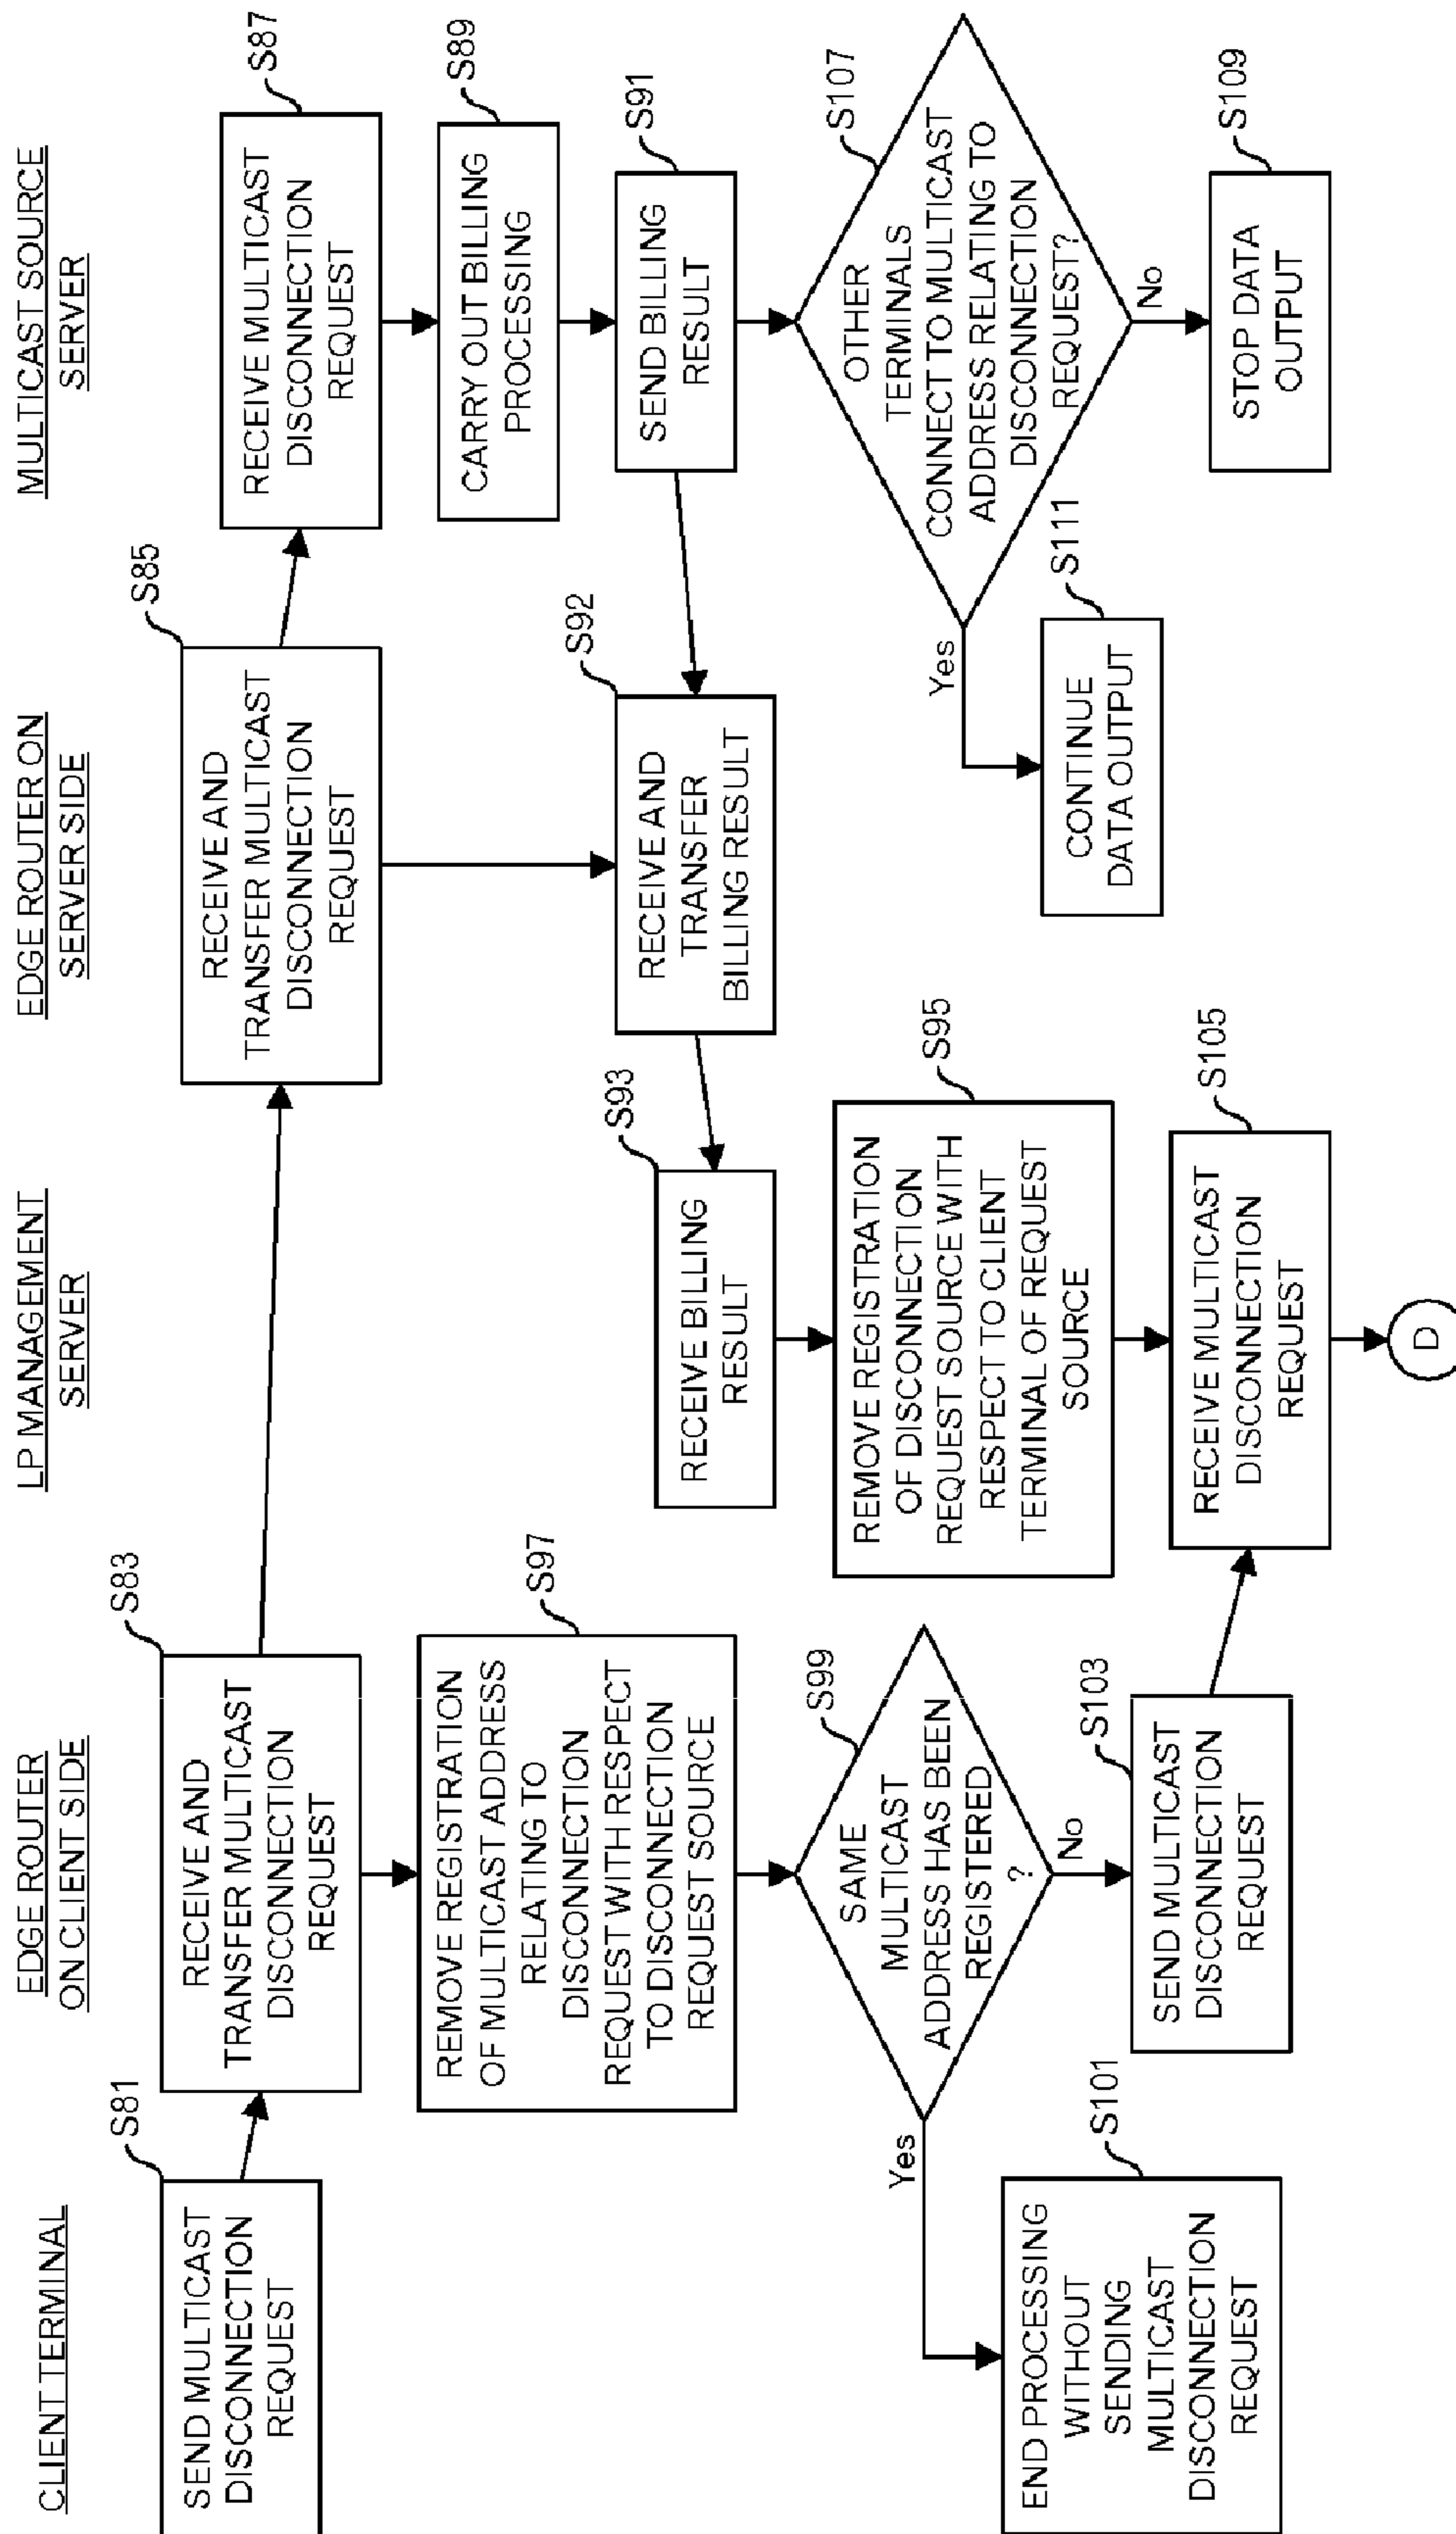 CLIENT TERMINAL
EDGE ROUTER
ON CLIENT SIDE
LP MANAGEMENT
SERVER
EDGE ROUTER ON
SERVER SIDE
MULTICAST SOURCE
SERVER
S81
SEND MULTICAST
DISCONNECTION
REQUEST
S83
RECEIVE AND
TRANSFER MULTICAST
DISCONNECTION
REQUEST
S85
RECEIVE AND
TRANSFER MULTICAST
DISCONNECTION
REQUEST
S87
RECEIVE MULTICAST
DISCONNECTION
REQUEST
S89
CARRY OUT BILLING
PROCESSING
S91
SEND BILLING
RESULT
S92
RECEIVE AND
TRANSFER
BILLING RESULT
S93
RECEIVE BILLING
RESULT
S95
REMOVE REGISTRATION
OF DISCONNECTION
REQUEST SOURCE WITH
RESPECT TO CLIENT
TERMINAL OF REQUEST
SOURCE
S97
REMOVE REGISTRATION
OF MULTICAST ADDRESS
RELATING TO
DISCONNECTION
REQUEST WITH RESPECT
TO DISCONNECTION
REQUEST SOURCE
S99
SAME
MULTICAST
ADDRESS HAS BEEN
REGISTERED
?
Yes
No
S101
END PROCESSING
WITHOUT
SENDING
MULTICAST
DISCONNECTION
REQUEST
S103
SEND MULTICAST
DISCONNECTION
REQUEST
S105
RECEIVE MULTICAST
DISCONNECTION
REQUEST
D
S107
OTHER
TERMINALS
CONNECT TO MULTICAST
ADDRESS RELATING TO
DISCONNECTION
REQUEST?
Yes
No
S111
CONTINUE
DATA OUTPUT
S109
STOP DATA
OUTPUT